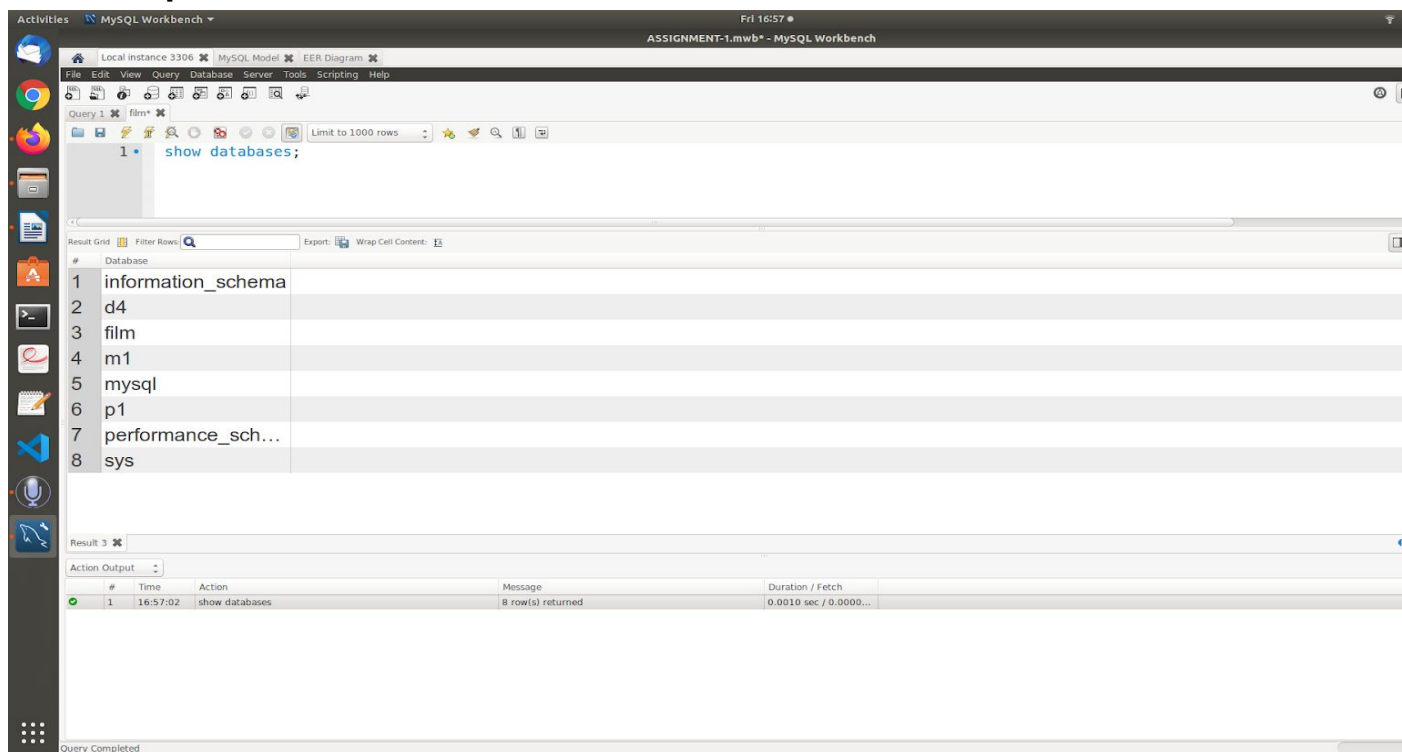 Activities MySQL Workbench Fri 16:57
ASSIGNMENT-1.mwb* - MySQL Workbench
Local instance 3306 MySQL Model EER Diagram
File Edit View Query Database Server Tools Scripting Help
Query 1 film*
Limit to 1000 rows
1 show databases;
Result Grid Filter Rows: Export: Wrap Cell Content:
# Database
1 information_schema
2 d4
3 film
4 m1
5 mysql
6 p1
7 performance_sch...
8 sys
Result 3
Action Output
# Time Action Message Duration / Fetch
1 16:57:02 show databases 8 row(s) returned 0.0010 sec / 0.0000...
Query Completed